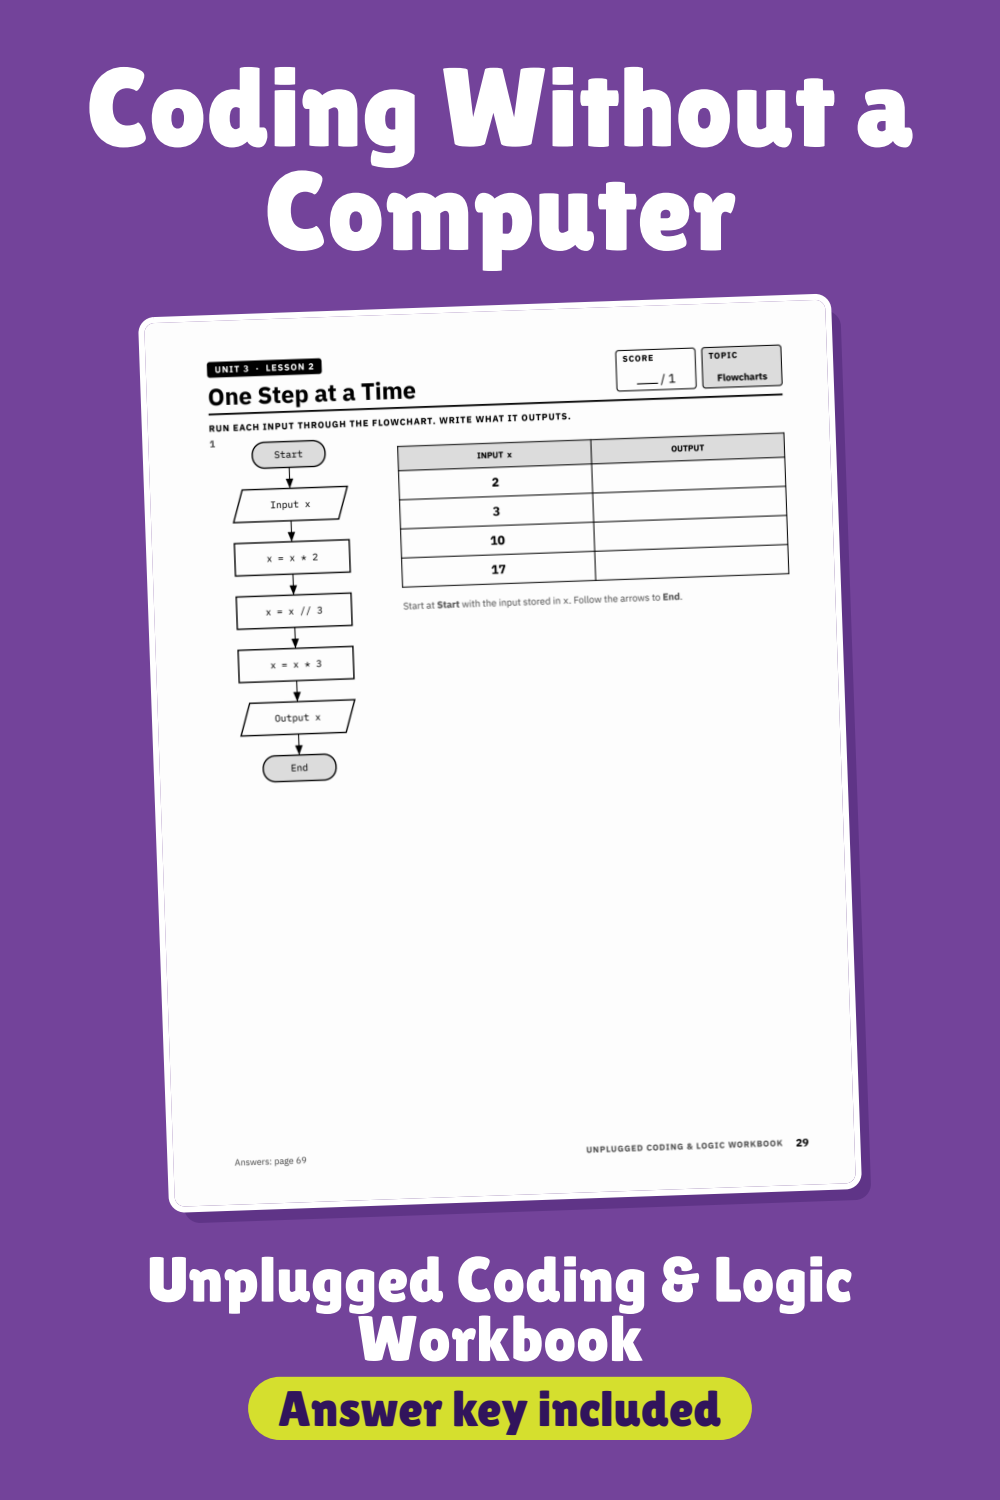 Coding Without a
Computer
UNIT 3 · LESSON 2
One Step at a Time
SCORE
___ / 1
TOPIC
Flowcharts
RUN EACH INPUT THROUGH THE FLOWCHART. WRITE WHAT IT OUTPUTS.
1
Start
Input x
x = x * 2
x = x // 3
x = x * 3
Output x
End
INPUT x OUTPUT
2
3
10
17
Start at Start with the input stored in x. Follow the arrows to End.
Answers: page 69
UNPLUGGED CODING & LOGIC WORKBOOK 29
Unplugged Coding & Logic
Workbook
Answer key included